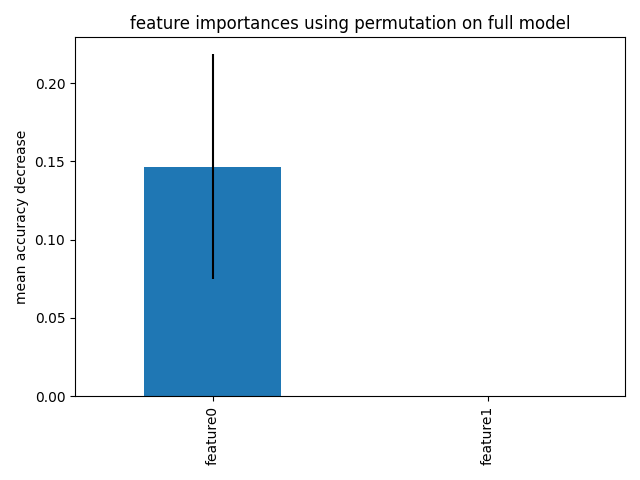 feature importances using permutation on full model
mean accuracy decrease
0.20
0.15
0.10
0.05
0.00
feature0
feature1